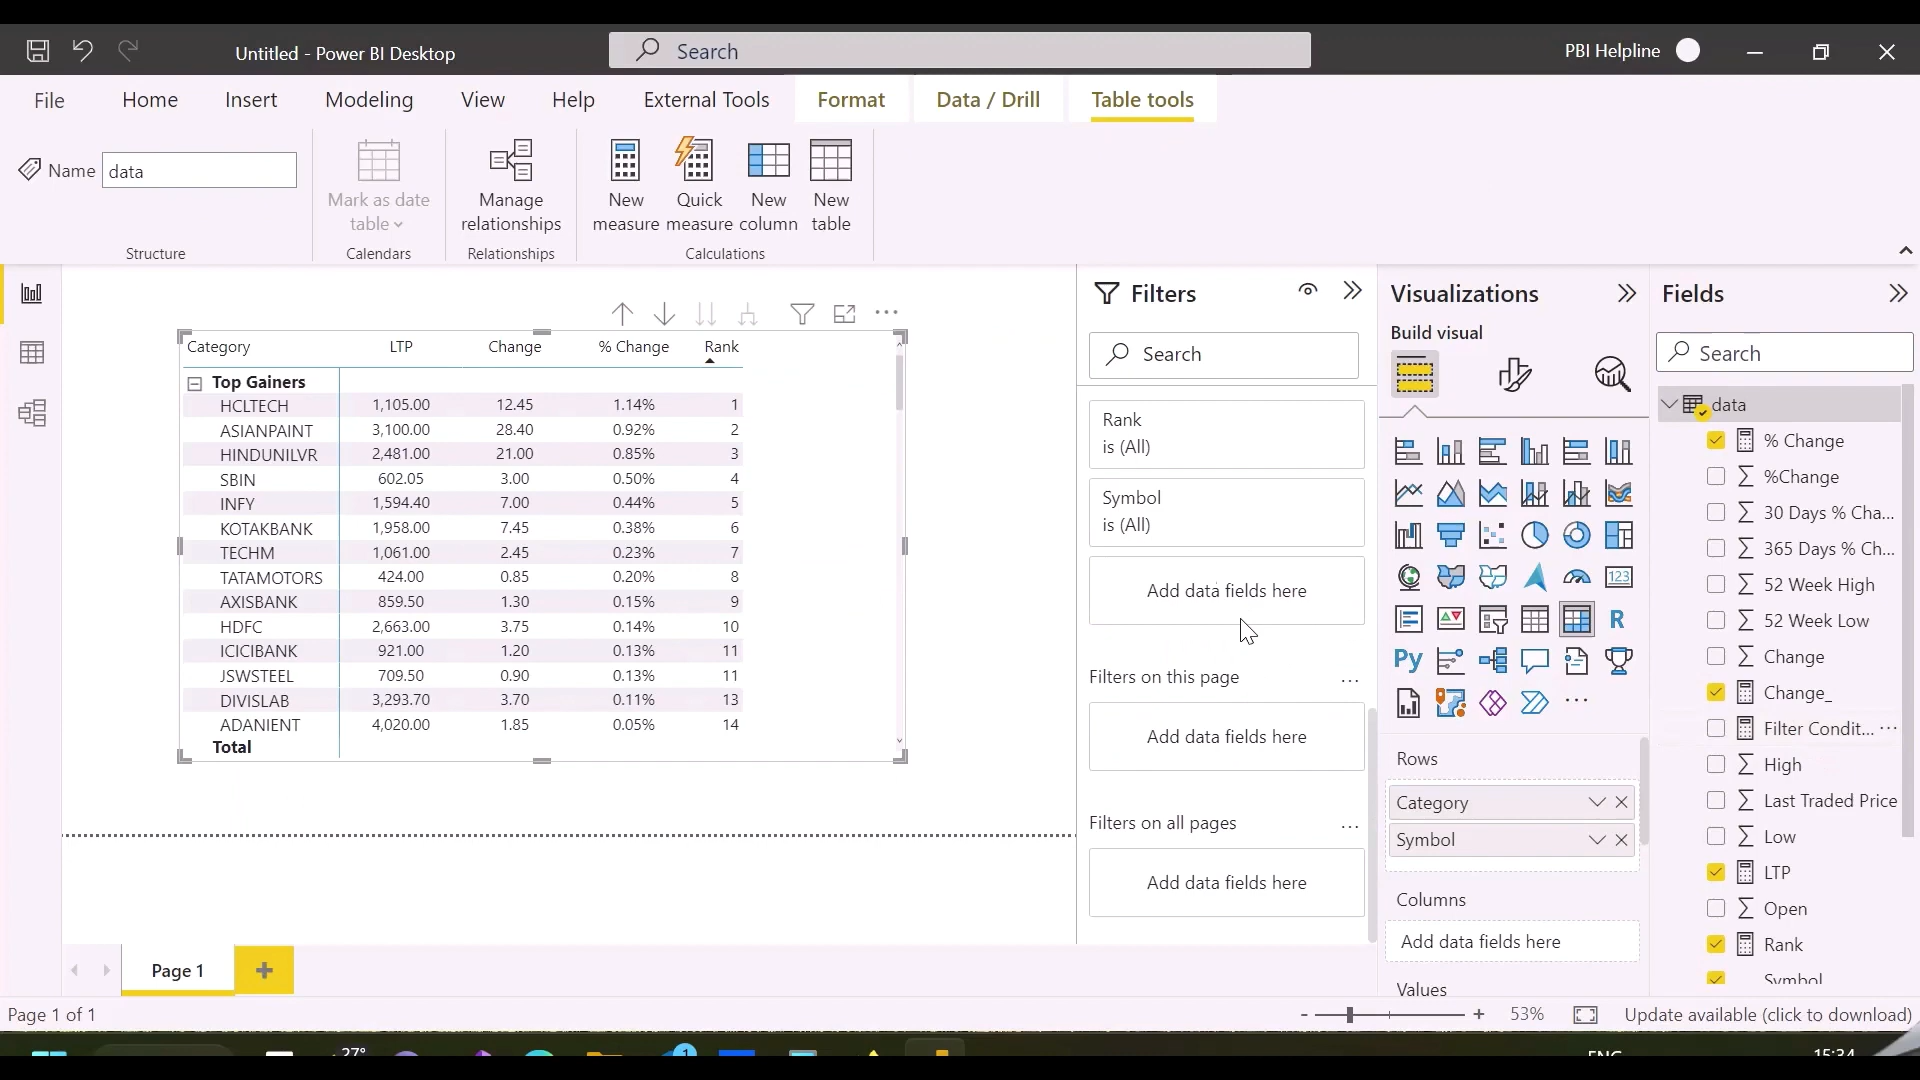 Untitled - Power BI Desktop
Search
PBI Helpline
File
Home
Insert
Modeling
View
Help
External Tools
Format
Data / Drill
Table tools
Name
data
Mark as date
table
Manage
relationships
New
measure
Quick
measure
New
column
New
table
Structure
Calendars
Relationships
Calculations
Category LTP Change % Change Rank
Top Gainers
HCLTECH 1,105.00 12.45 1.14% 1
ASIANPAINT 3,100.00 28.40 0.92% 2
HINDUNILVR 2,481.00 21.00 0.85% 3
SBIN 602.05 3.00 0.50% 4
INFY 1,594.40 7.00 0.44% 5
KOTAKBANK 1,958.00 7.45 0.38% 6
TECHM 1,061.00 2.45 0.23% 7
TATAMOTORS 424.00 0.85 0.20% 8
AXISBANK 859.50 1.30 0.15% 9
HDFC 2,663.00 3.75 0.14% 10
ICICIBANK 921.00 1.20 0.13% 11
JSWSTEEL 709.50 0.90 0.13% 11
DIVISLAB 3,293.70 3.70 0.11% 13
ADANIENT 4,020.00 1.85 0.05% 14
Total
Filters
Search
Rank
is (All)
Symbol
is (All)
Add data fields here
Filters on this page
...
Add data fields here
Filters on all pages
...
Add data fields here
Visualizations
Build visual
123
R
Py
...
Rows
Category
Symbol
Columns
Add data fields here
Values
Fields
Search
data
% Change
%Change
30 Days % Cha...
365 Days % Ch...
52 Week High
52 Week Low
Change
Change_
Filter Condit... ...
High
Last Traded Price
Low
LTP
Open
Rank
Symbol
Page 1
Page 1 of 1
- +
53%
Update available (click to download)
27°
1
ENG
15:34